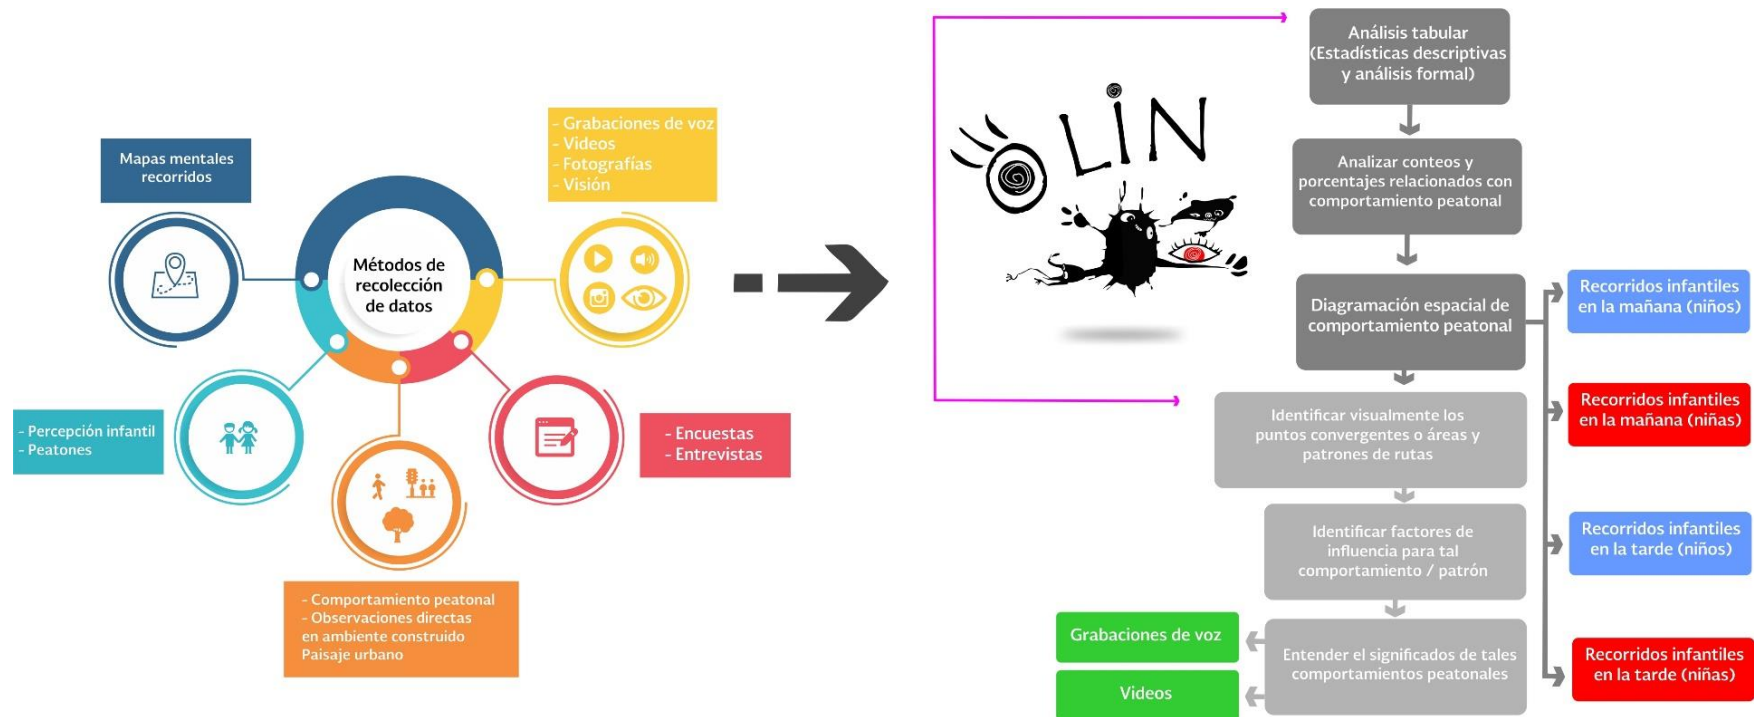 Mapas mentales
recorridos
- Grabaciones de voz
- Videos
- Fotografías
- Visión
Métodos de
recolección
de datos
- Percepción infantil
- Peatones
- Encuestas
- Entrevistas
- Comportamiento peatonal
- Observaciones directas
en ambiente construido
Paisaje urbano
OLiN
Análisis tabular
(Estadísticas descriptivas
y análisis formal)
Analizar conteos y
porcentajes relacionados con
comportamiento peatonal
Diagramación espacial de
comportamiento peatonal
Identificar visualmente los
puntos convergentes o áreas y
patrones de rutas
Identificar factores de
influencia para tal
comportamiento / patrón
Entender el significados de tales
comportamientos peatonales
Grabaciones de voz
Videos
Recorridos infantiles
en la mañana (niños)
Recorridos infantiles
en la mañana (niñas)
Recorridos infantiles
en la tarde (niños)
Recorridos infantiles
en la tarde (niñas)